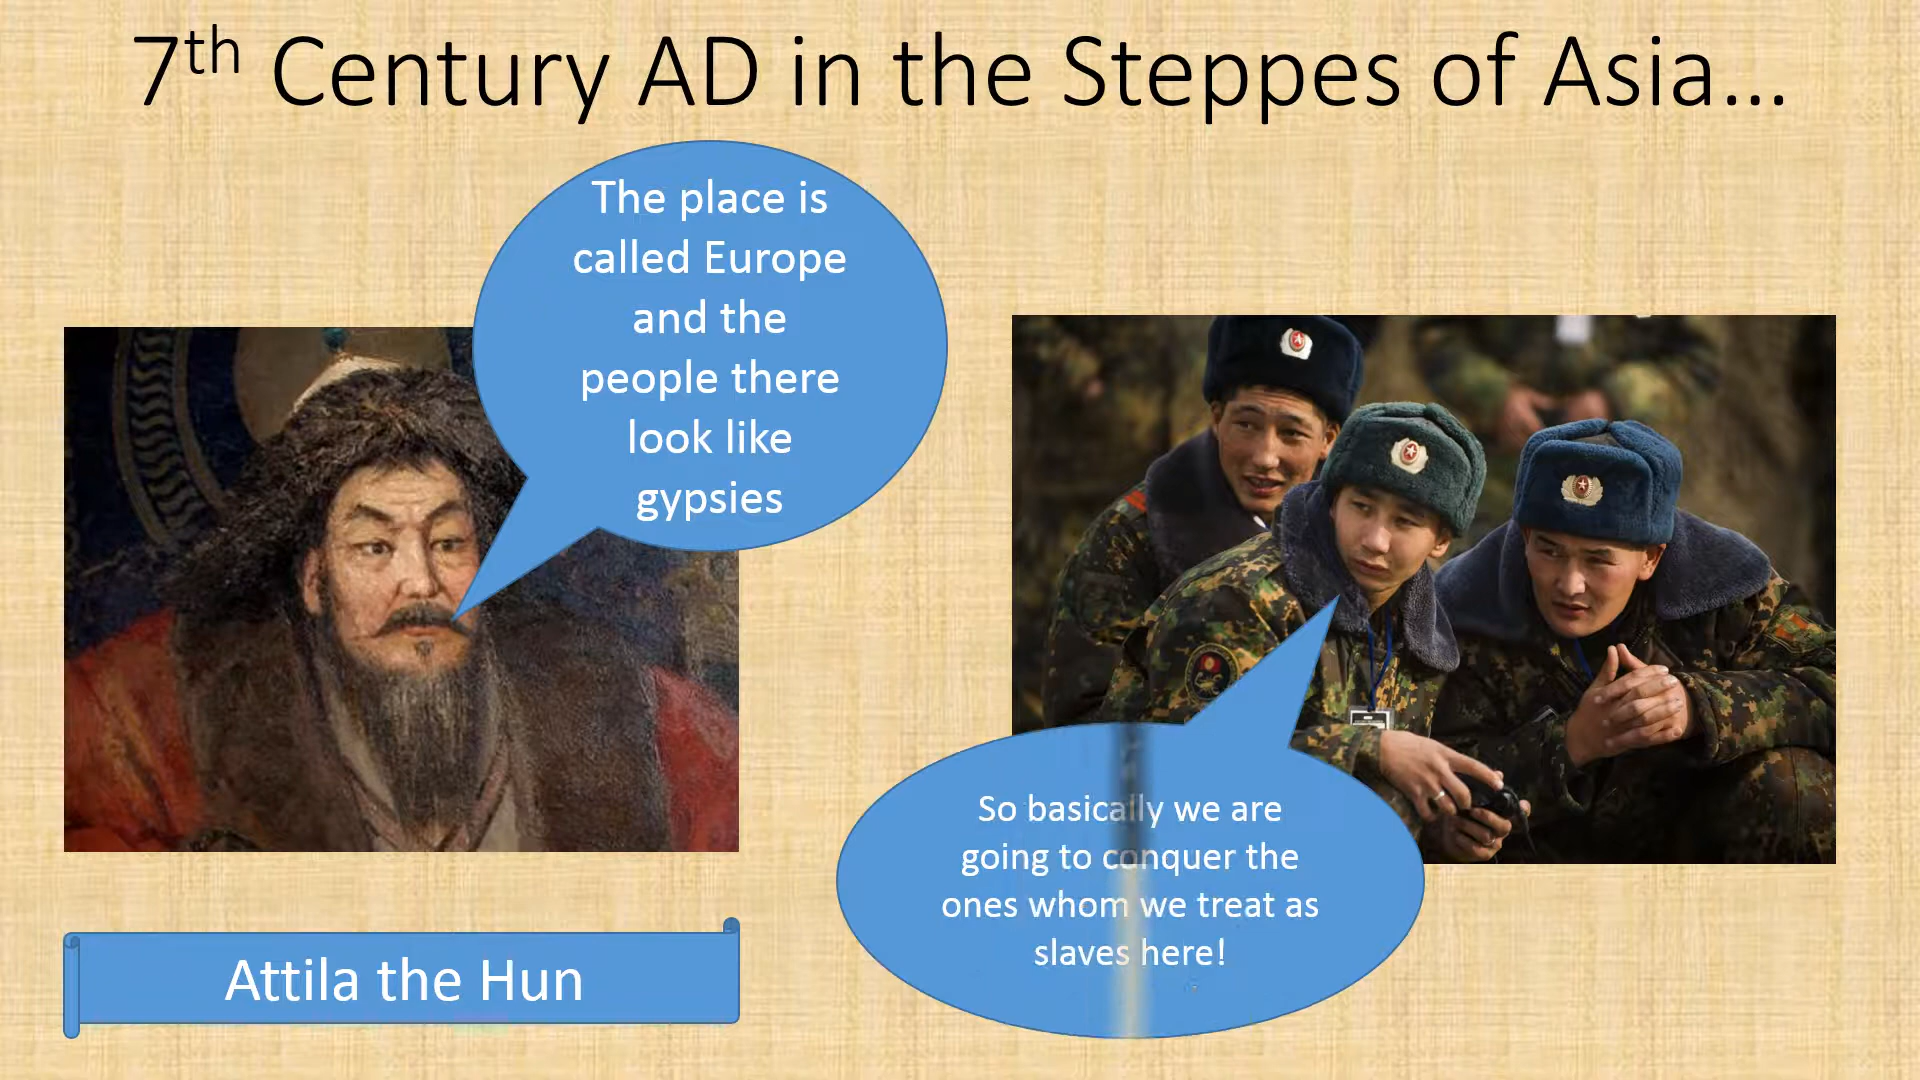 7th Century AD in the Steppes of Asia...
The place is
called Europe
and the
people there
look like
gypsies
So basically we are
going to conquer the
ones whom we treat as
slaves here!
Attila the Hun